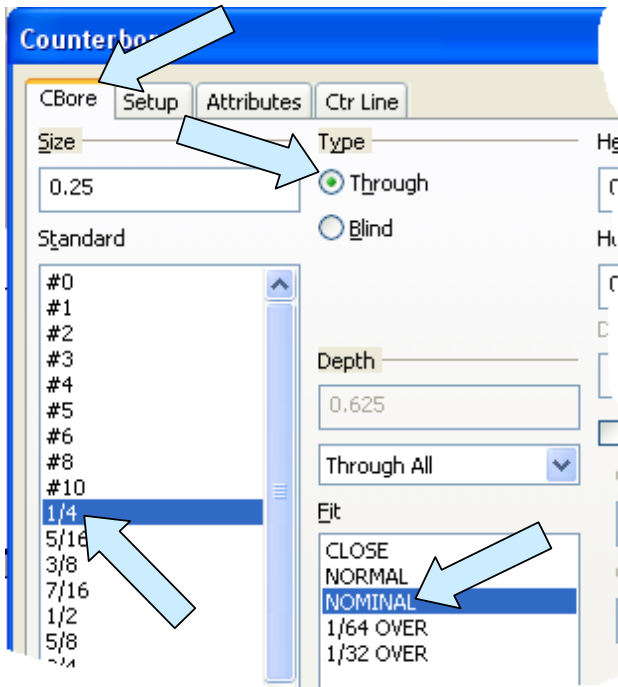 CBore Setup Attributes Ctr Line
Size
0.25
Standard
#0
#1
#2
#3
#4
#5
#6
#8
#10
1/4
5/16
3/8
7/16
1/2
5/8
Type
Through
Blind
Depth
0.625
Through All
Fit
CLOSE
NORMAL
NOMINAL
1/64 OVER
1/32 OVER